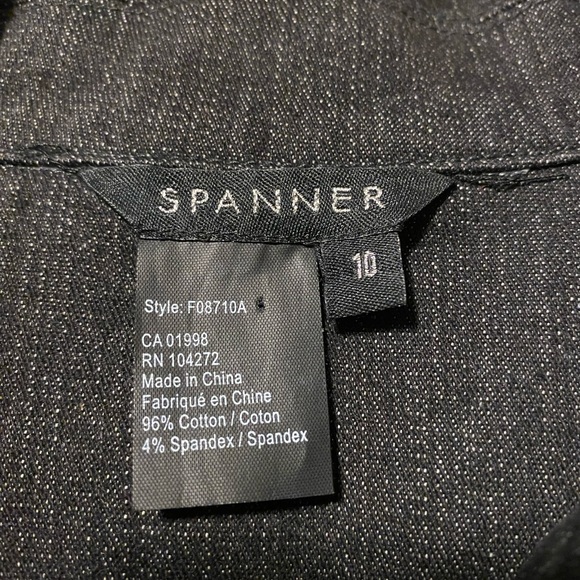 SPANNER
10
Style: F08710A
CA 01998
RN 104272
Made in China
Fabriqué en Chine
96% Cotton / Coton
4% Spandex / Spandex